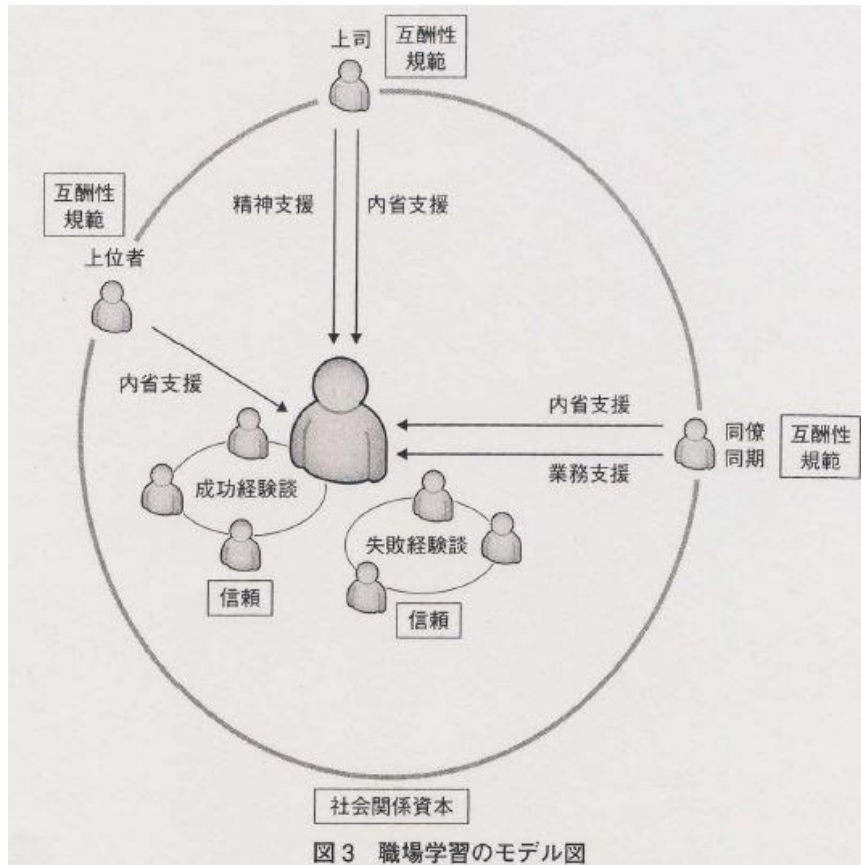 上司
互酬性
規範
互酬性
規範
上位者
精神支援
内省支援
内省支援
内省支援
業務支援
同僚
同期
互酬性
規範
成功経験談
失敗経験談
信頼
信頼
社会関係資本
図3 職場学習のモデル図